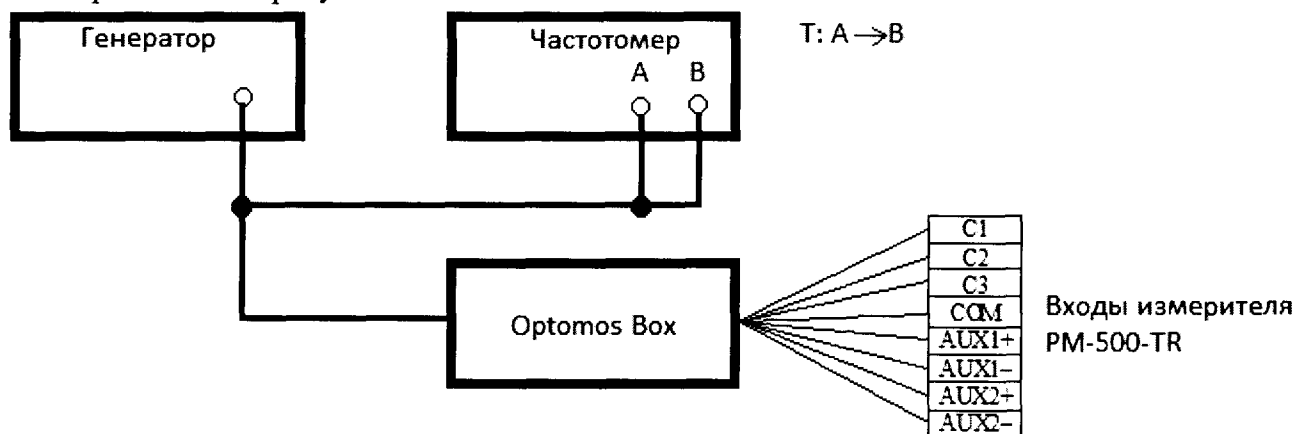 Генератор
Частотомер
A B
T: A →B
Optomos Box
C1
C2
C3
COM
AUX1+
AUX1–
AUX2+
AUX2–
Входы измерителя
PM-500-TR